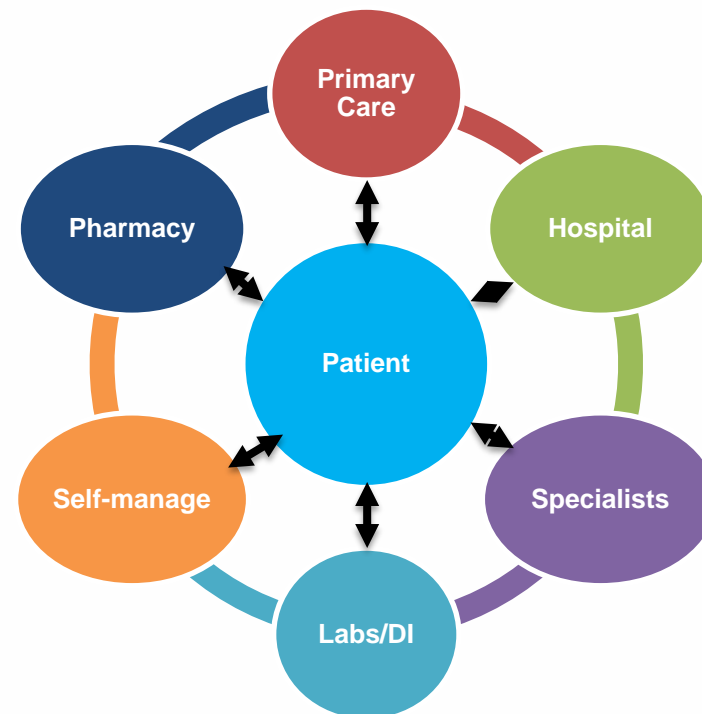 Primary
Care
Pharmacy
Hospital
Patient
Self-manage
Specialists
Labs/DI